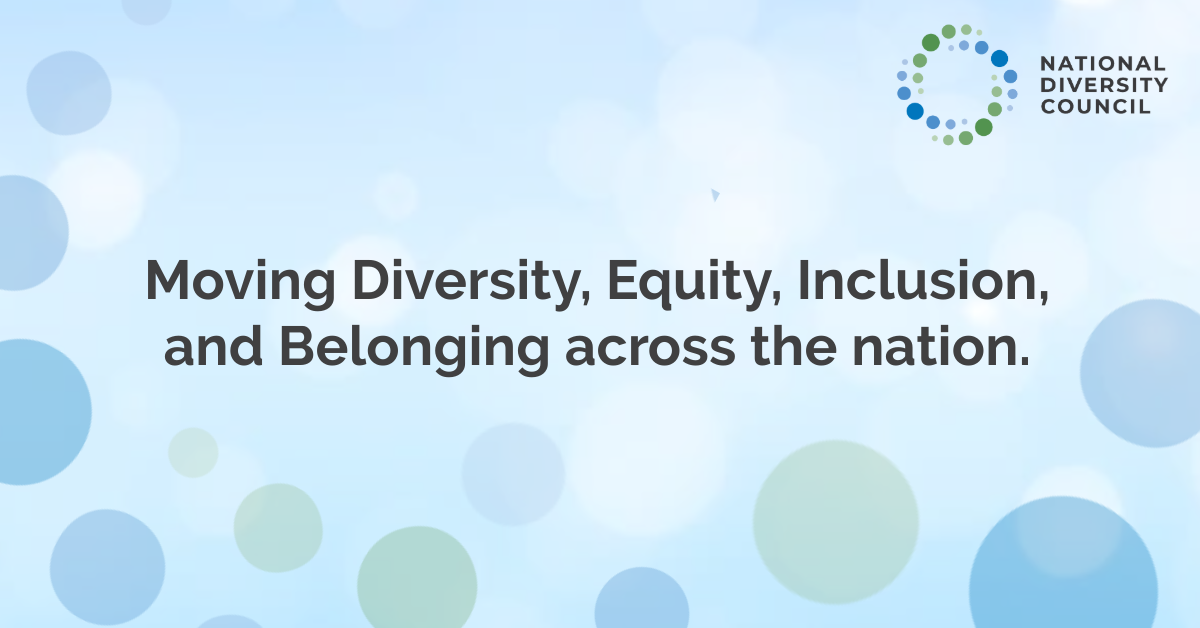 NATIONAL
DIVERSITY
COUNCIL
Moving Diversity, Equity, Inclusion,
and Belonging across the nation.